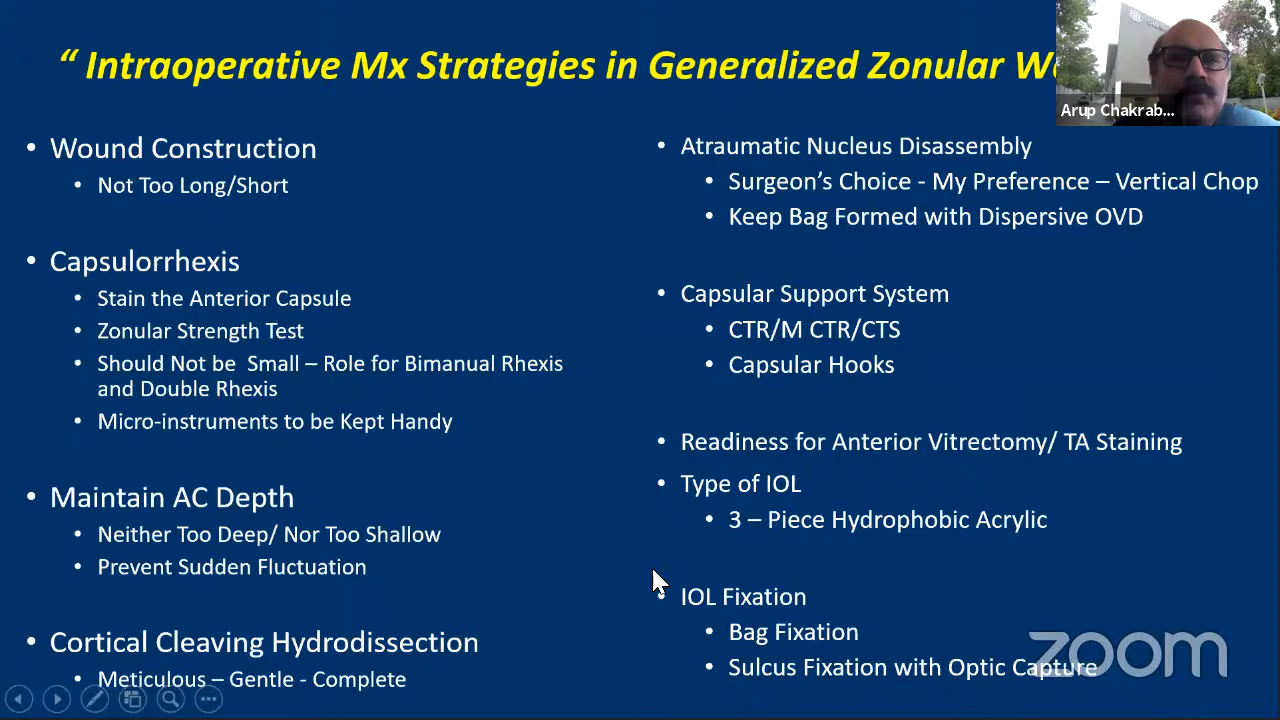 “ Intraoperative Mx Strategies in Generalized Zonular
Arup Chakrab...
• Wound Construction
• Not Too Long/Short
• Capsulorrhexis
• Stain the Anterior Capsule
• Zonular Strength Test
• Should Not be Small – Role for Bimanual Rhexis
and Double Rhexis
• Micro-instruments to be Kept Handy
• Maintain AC Depth
• Neither Too Deep/ Nor Too Shallow
• Prevent Sudden Fluctuation
• Cortical Cleaving Hydrodissection
• Meticulous – Gentle - Complete
• Atraumatic Nucleus Disassembly
• Surgeon’s Choice - My Preference – Vertical Chop
• Keep Bag Formed with Dispersive OVD
• Capsular Support System
• CTR/M CTR/CTS
• Capsular Hooks
• Readiness for Anterior Vitrectomy/ TA Staining
• Type of IOL
• 3 – Piece Hydrophobic Acrylic
• IOL Fixation
• Bag Fixation
• Sulcus Fixation with Optic Capture
zoom